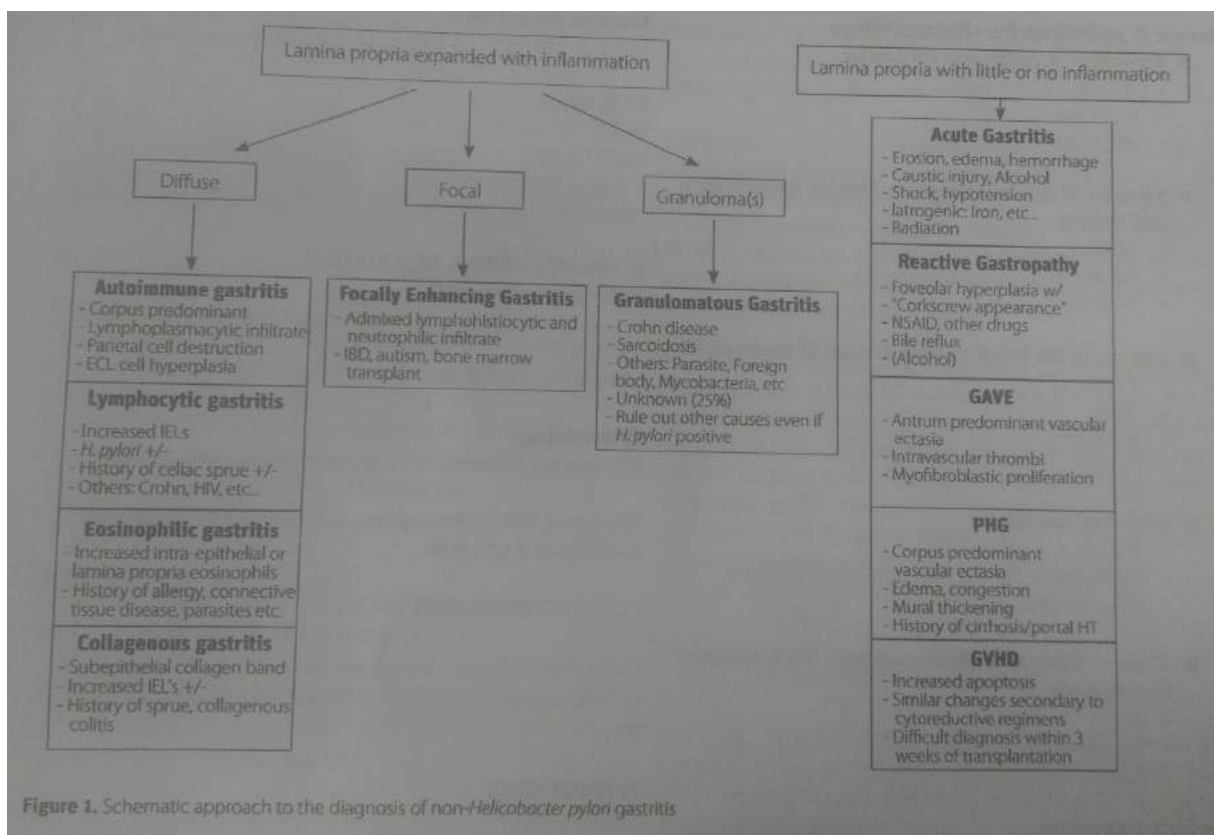 Lamina propria expanded with inflammation
Diffuse
Focal
Granuloma(s)
Autoimmune gastritis
- Corpus predominant
- Lymphoplasmacytic infiltrate
- Parietal cell destruction
- ECL cell hyperplasia
Lymphocytic gastritis
- Increased IELs
- H. pylori +/-
- History of celiac sprue +/-
- Others: Crohn, HIV, etc...
Eosinophilic gastritis
- Increased intra-epithelial or
lamina propria eosinophils
- History of allergy, connective
tissue disease, parasites etc.
Collagenous gastritis
- Subepithelial collagen band
- Increased IEL's +/-
- History of sprue, collagenous
colitis
Focally Enhancing Gastritis
- Admixed lymphohistiocytic and
neutrophilic infiltrate
- IBD, autism, bone marrow
transplant
Granulomatous Gastritis
- Crohn disease
- Sarcoidosis
- Others: Parasite, Foreign
body, Mycobacteria, etc
- Unknown (25%)
- Rule out other causes even if
H. pylori positive
Lamina propria with little or no inflammation
Acute Gastritis
- Erosion, edema, hemorrhage
- Caustic injury, Alcohol
- Shock, hypotension
- Iatrogenic: Iron, etc...
- Radiation
Reactive Gastropathy
- Foveolar hyperplasia w/
- "Corkscrew appearance"
- NSAID, other drugs
- Bile reflux
- (Alcohol)
GAVE
- Antrum predominant vascular
ectasia
- Intravascular thrombi
- Myofibroblastic proliferation
PHG
- Corpus predominant
vascular ectasia
- Edema, congestion
- Mural thickening
- History of cirrhosis/portal HT
GVHD
- Increased apoptosis
- Similar changes secondary to
cytoreductive regimens
- Difficult diagnosis within 3
weeks of transplantation
Figure 1. Schematic approach to the diagnosis of non-Helicobacter pylori gastritis